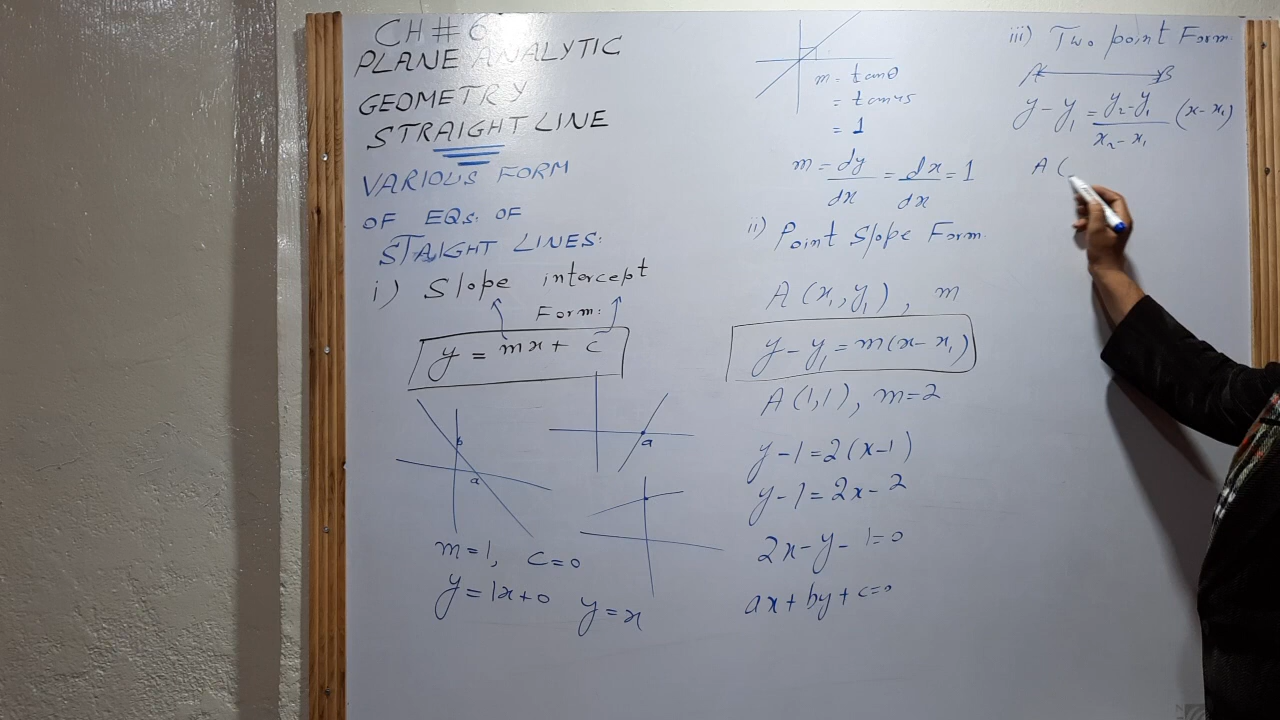 CH # 6
PLANE ANALYTIC
GEOMETRY
STRAIGHT LINE
VARIOUS FORM
OF EQs. OF
STAIGHT LINES:
i) Slope intercept
Form:
y = mx + c
b
a
a
m=1, c=0
y = 1x+0 y = x
m = tanθ
= tan45
= 1
m = dy/dx = dx/dx = 1
ii) Point Slope Form.
A (x₁, y₁), m
y - y₁ = m(x - x₁)
A (1,1), m=2
y - 1 = 2(x-1)
y - 1 = 2x - 2
2x - y - 1 = 0
ax + by + c = 0
iii) Two point Form.
A B
y - y₁ = y₂-y₁/x₂-x₁ (x-x₁)
A (